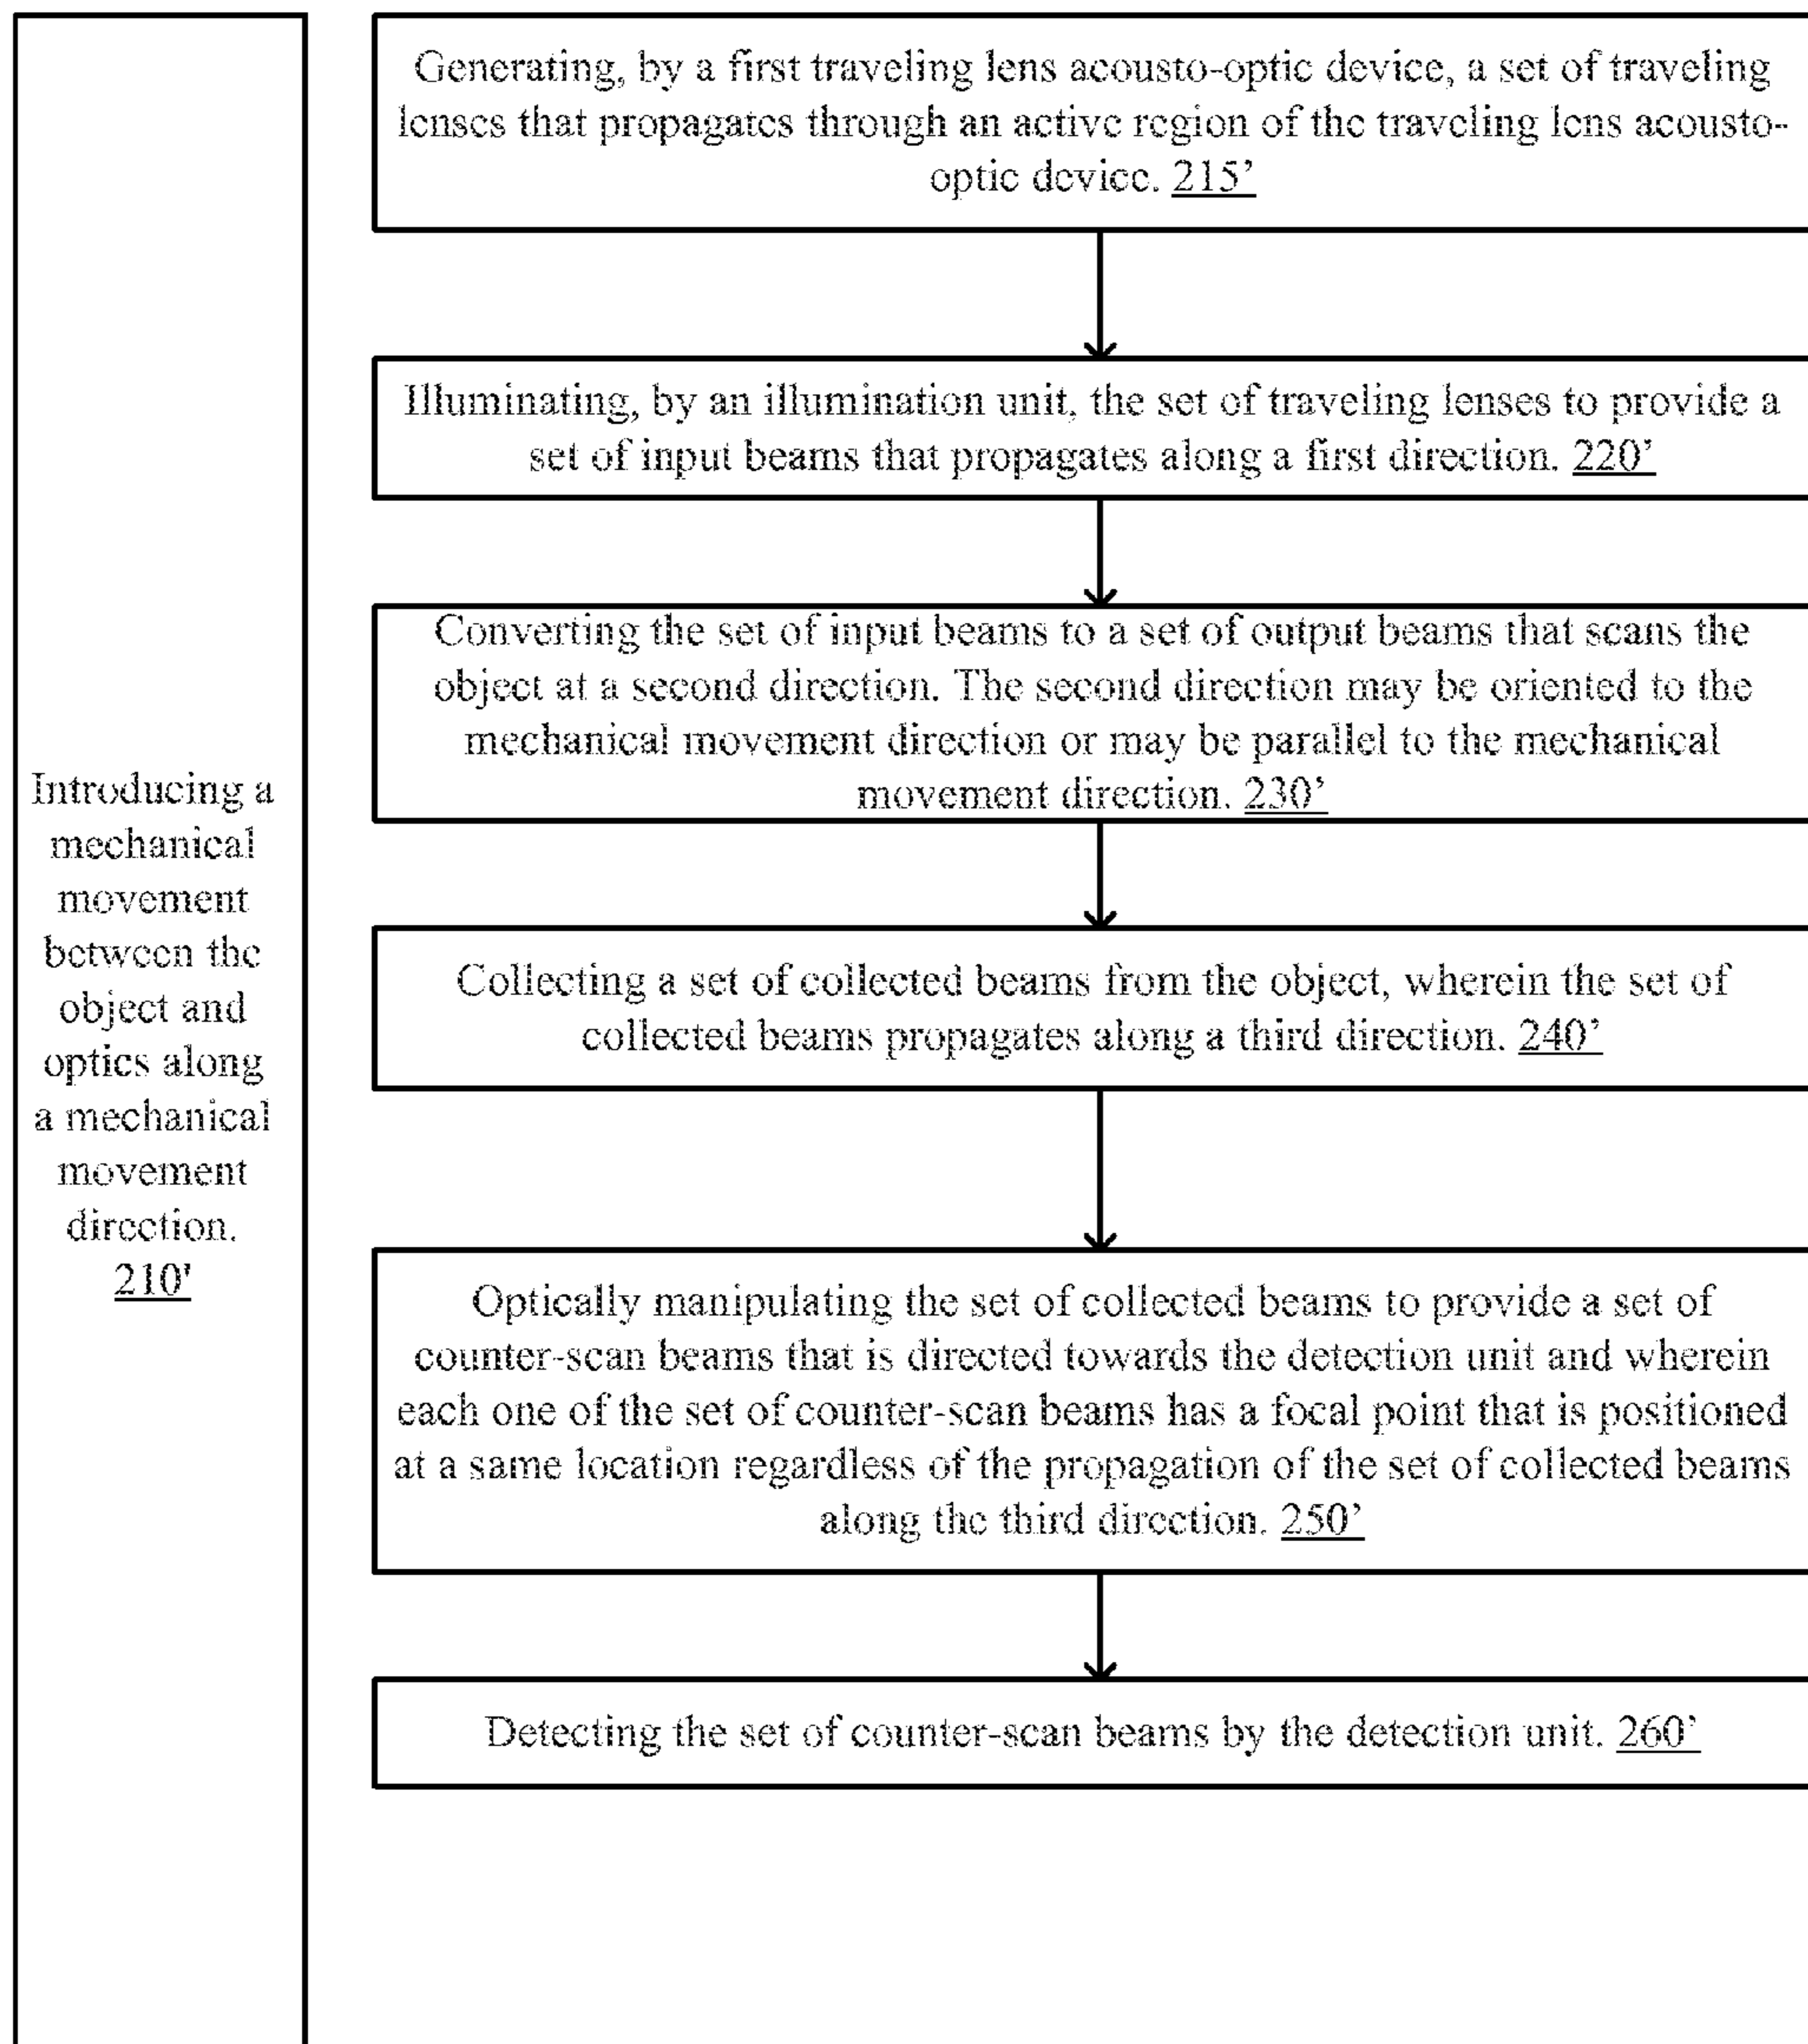 Introducing a
mechanical
movement
between the
object and
optics along
a mechanical
movement
direction.
210'
Generating, by a first traveling lens acousto-optic device, a set of traveling
lenses that propagates through an active region of the traveling lens acousto-
optic device. 215’
Illuminating, by an illumination unit, the set of traveling lenses to provide a
set of input beams that propagates along a first direction. 220’
Converting the set of input beams to a set of output beams that scans the
object at a second direction. The second direction may be oriented to the
mechanical movement direction or may be parallel to the mechanical
movement direction. 230’
Collecting a set of collected beams from the object, wherein the set of
collected beams propagates along a third direction. 240’
Optically manipulating the set of collected beams to provide a set of
counter-scan beams that is directed towards the detection unit and wherein
each one of the set of counter-scan beams has a focal point that is positioned
at a same location regardless of the propagation of the set of collected beams
along the third direction. 250’
Detecting the set of counter-scan beams by the detection unit. 260’